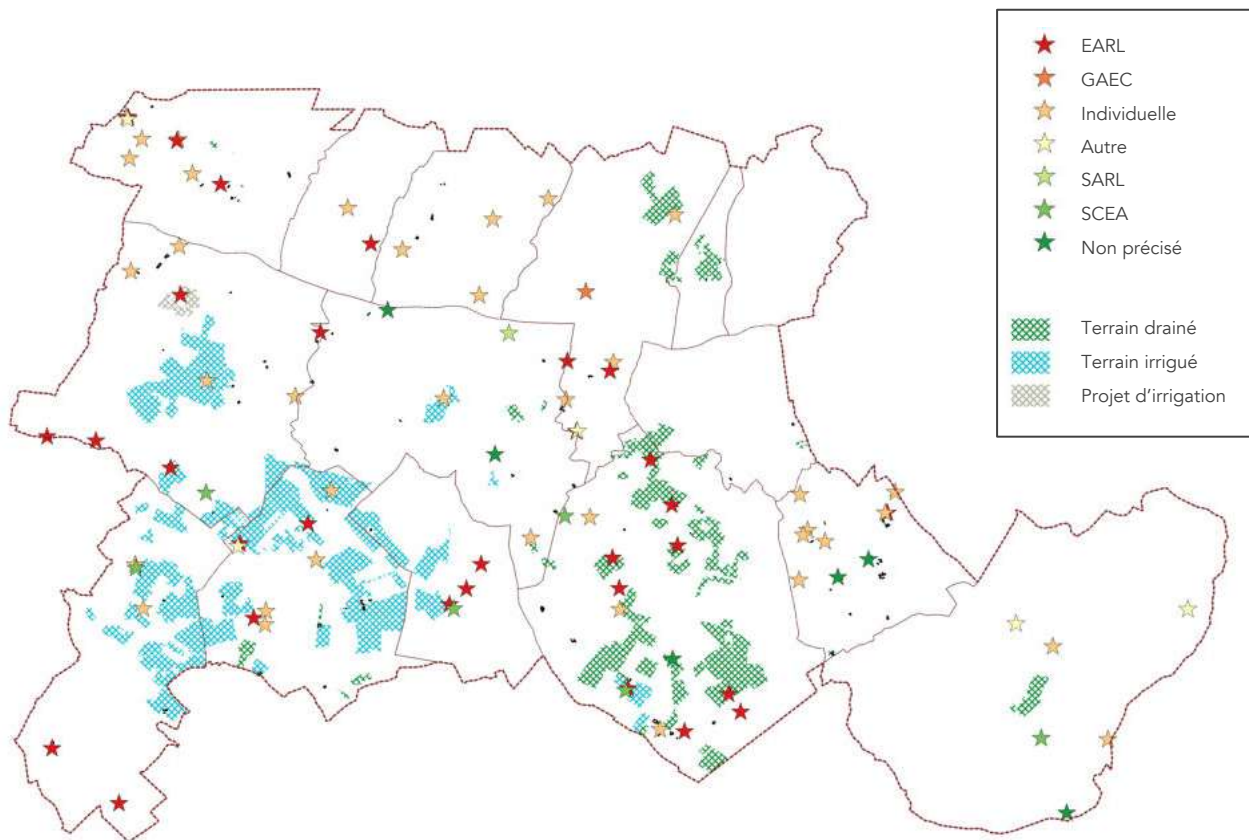 EARL
GAEC
Individuelle
Autre
SARL
SCEA
Non précisé
Terrain drainé
Terrain irrigué
Projet d'irrigation